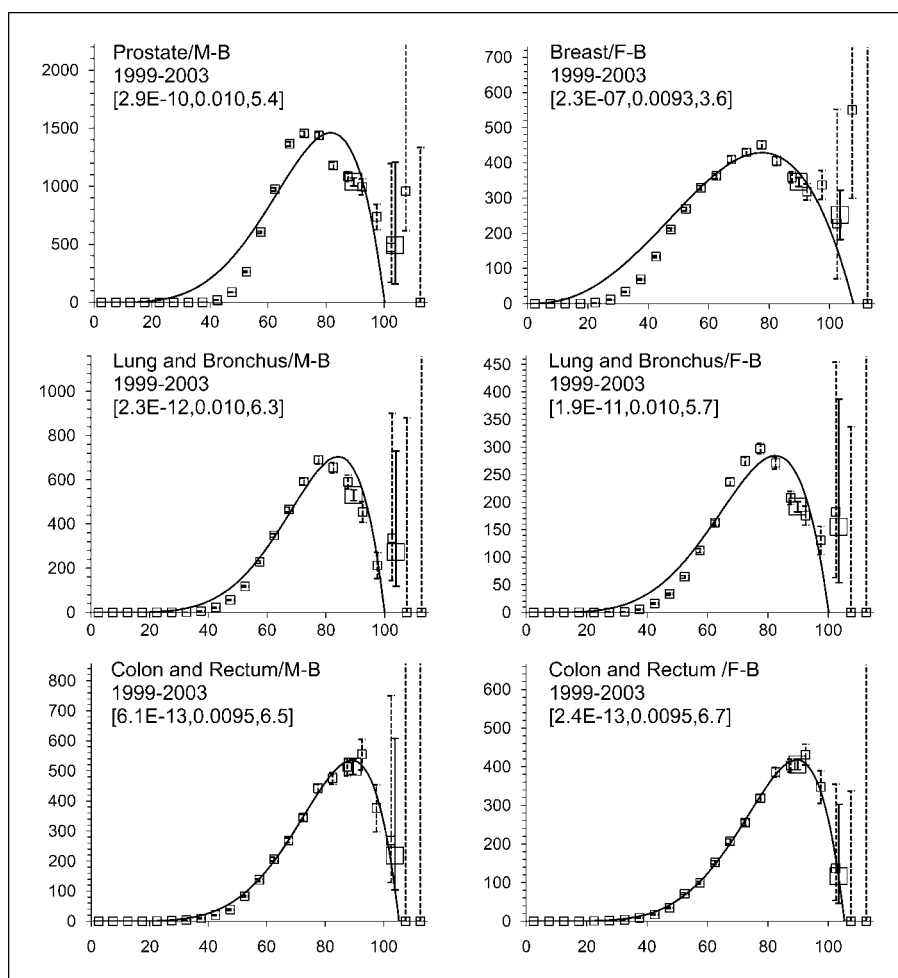 Prostate/M-B
1999-2003
[2.9E-10,0.010,5.4]
2000
1500
1000
500
0
0 20 40 60 80 100
Breast/F-B
1999-2003
[2.3E-07,0.0093,3.6]
700
600
500
400
300
200
100
0
0 20 40 60 80 100
Lung and Bronchus/M-B
1999-2003
[2.3E-12,0.010,6.3]
1000
800
600
400
200
0
0 20 40 60 80 100
Lung and Bronchus/F-B
1999-2003
[1.9E-11,0.010,5.7]
450
400
350
300
250
200
150
100
50
0
0 20 40 60 80 100
Colon and Rectum/M-B
1999-2003
[6.1E-13,0.0095,6.5]
800
700
600
500
400
300
200
100
0
0 20 40 60 80 100
Colon and Rectum /F-B
1999-2003
[2.4E-13,0.0095,6.7]
600
500
400
300
200
100
0
0 20 40 60 80 100